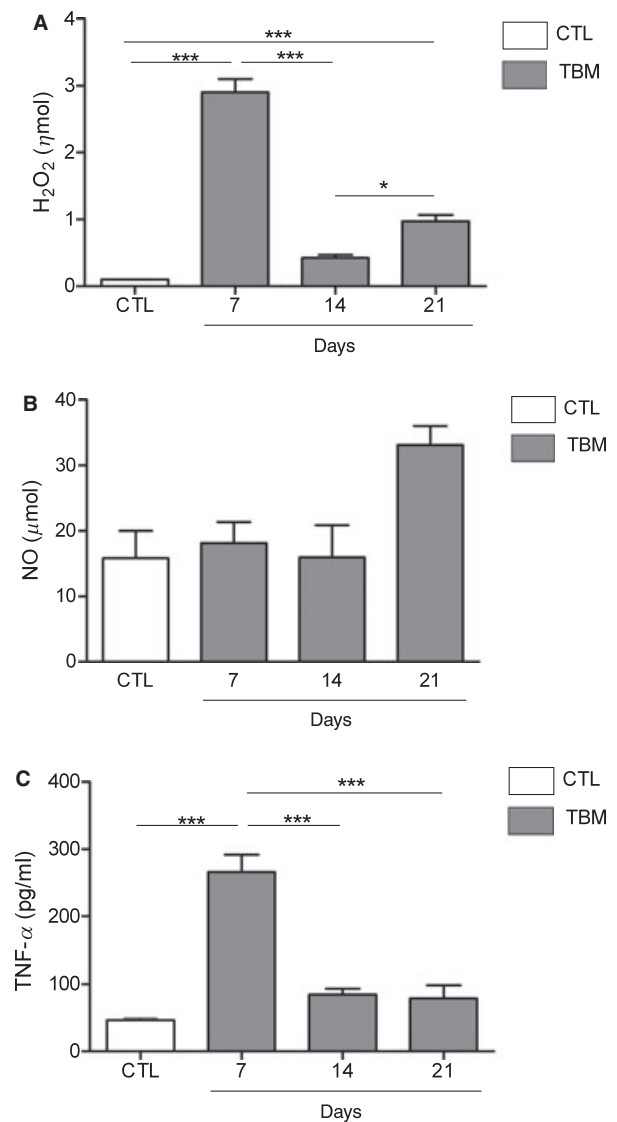 A
4
3
2
1
0
H₂O₂ (ηmol)
***
***
***
*
CTL
TBM
CTL 7 14 21
Days
B
40
30
20
10
0
NO (μmol)
CTL
TBM
CTL 7 14 21
Days
C
400
300
200
100
0
TNF-α (pg/ml)
***
***
***
CTL
TBM
CTL 7 14 21
Days